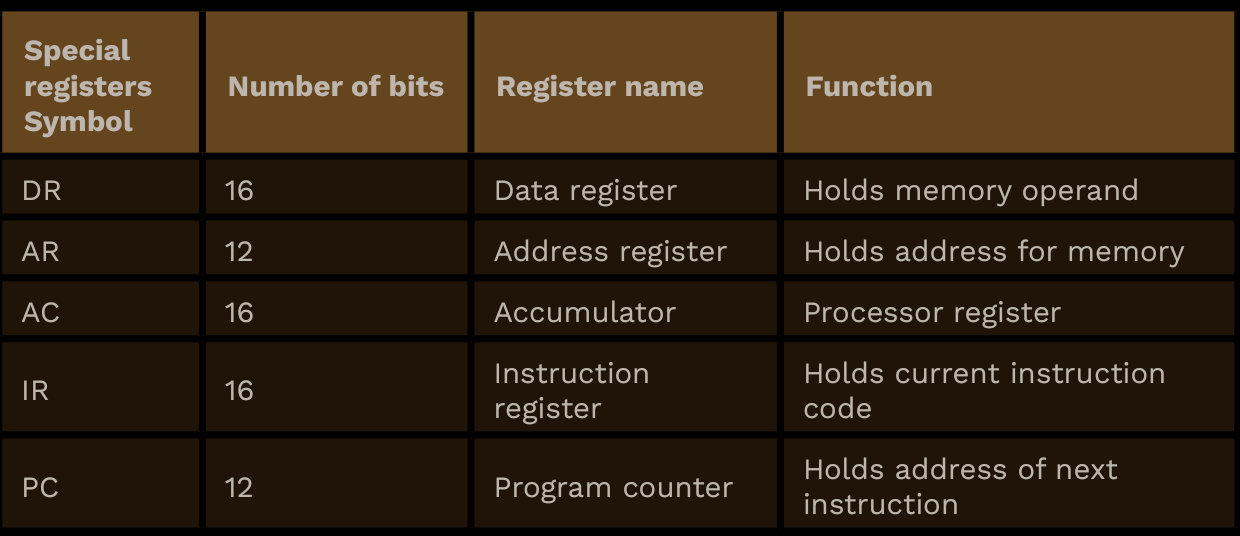 Special
registers
Symbol
Number of bits
Register name
Function
DR
16
Data register
Holds memory operand
AR
12
Address register
Holds address for memory
AC
16
Accumulator
Processor register
IR
16
Instruction
register
Holds current instruction
code
PC
12
Program counter
Holds address of next
instruction